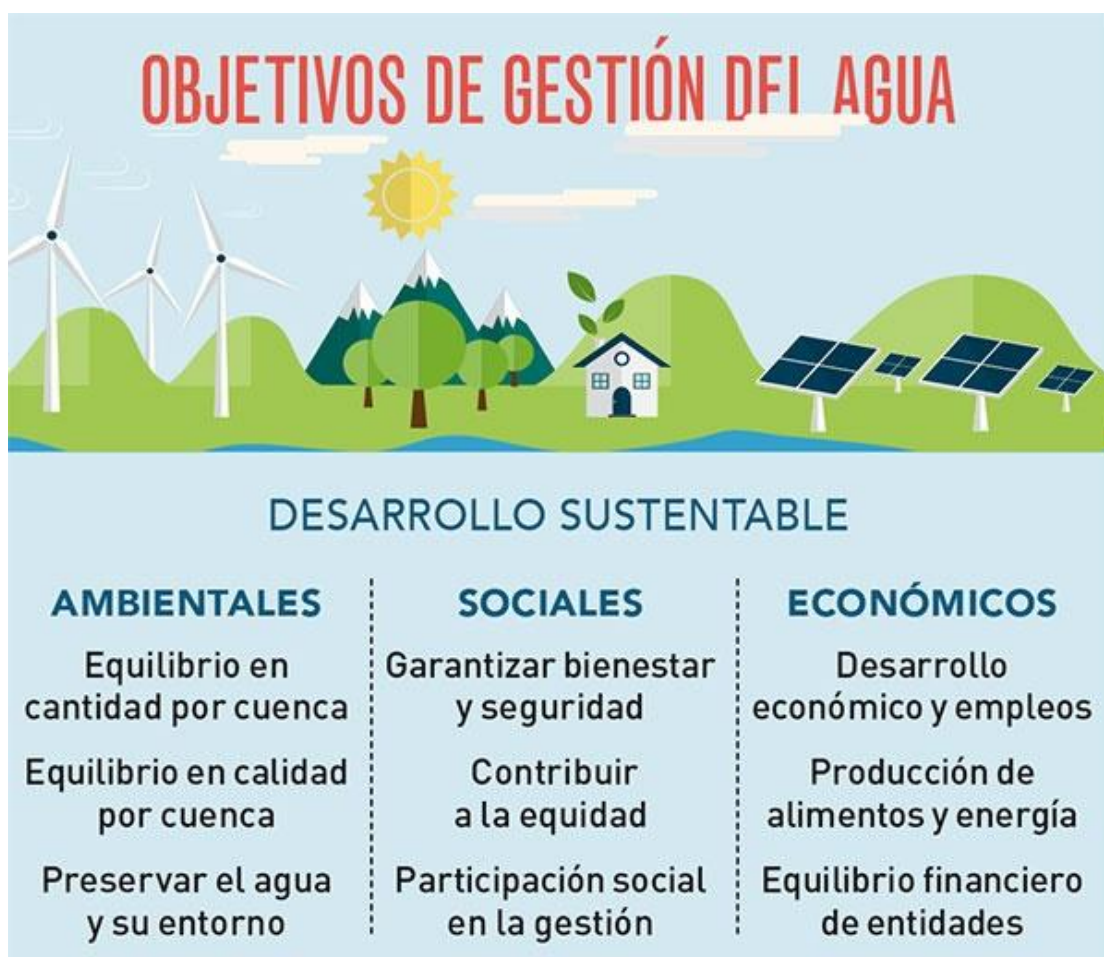 OBJETIVOS DE GESTIÓN DEL AGUA
DESARROLLO SUSTENTABLE
AMBIENTALES
Equilibrio en
cantidad por cuenca
Equilibrio en calidad
por cuenca
Preservar el agua
y su entorno
SOCIALES
Garantizar bienestar
y seguridad
Contribuir
a la equidad
Participación social
en la gestión
ECONÓMICOS
Desarrollo
económico y empleos
Producción de
alimentos y energía
Equilibrio financiero
de entidades